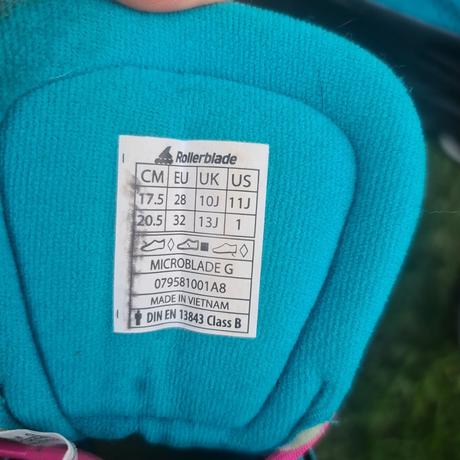 Rollerblade
CM EU UK US
17.5 28 10J 11J
20.5 32 13J 1
MICROBLADE G
079581001A8
MADE IN VIETNAM
DIN EN 13843 Class B